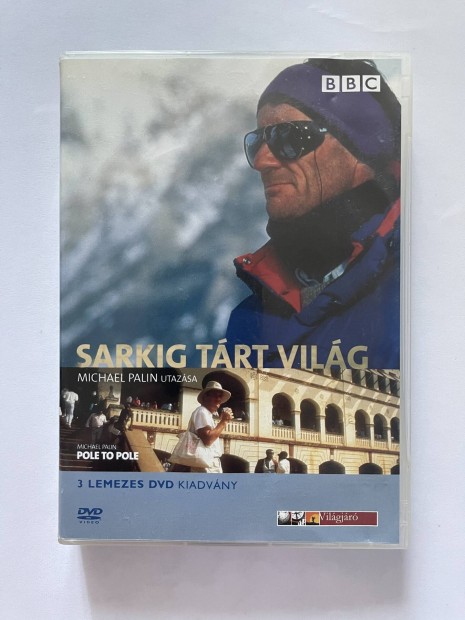 BBC
SARKIG TÁRT VILÁG
MICHAEL PALIN UTAZÁSA
MICHAEL PALIN
POLE TO POLE
3 LEMEZES DVD KIADVÁNY
DVD
VIDEO
Világjáró